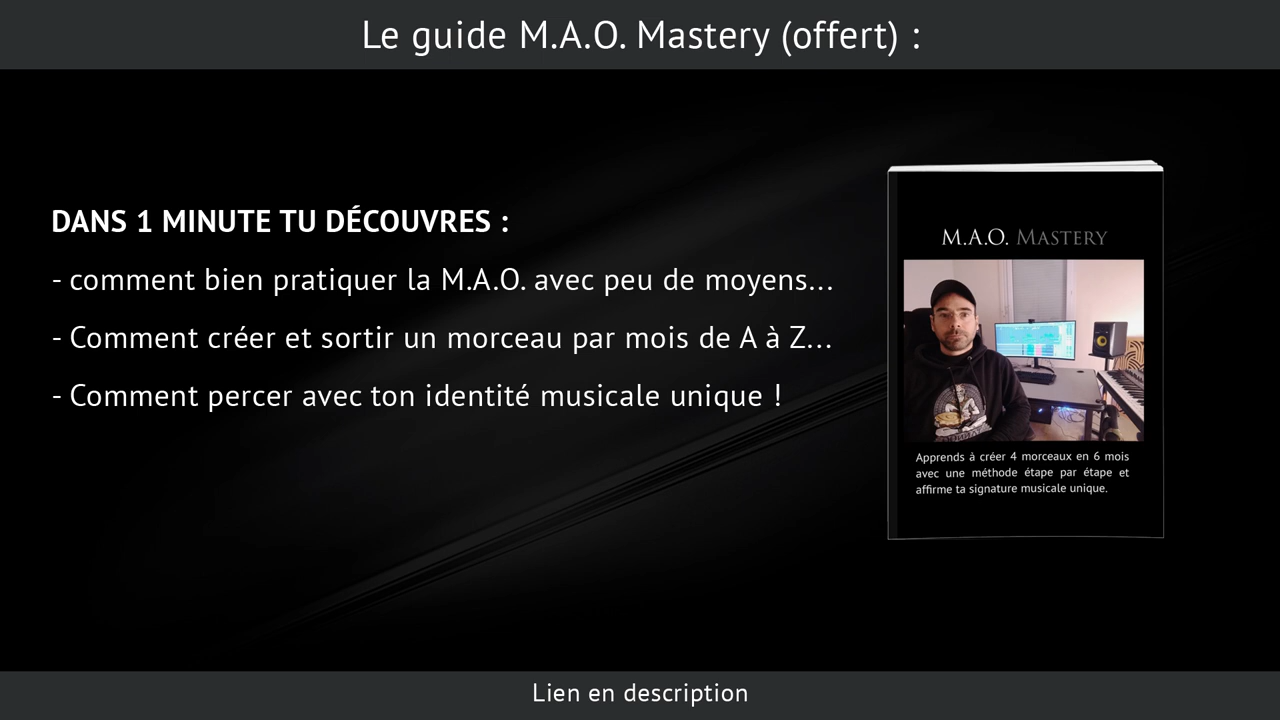 Le guide M.A.O. Mastery (offert) :
DANS 1 MINUTE TU DÉCOUVRES :
- comment bien pratiquer la M.A.O. avec peu de moyens...
- Comment créer et sortir un morceau par mois de A à Z...
- Comment percer avec ton identité musicale unique !
M.A.O. MASTERY
Apprends à créer 4 morceaux en 6 mois
avec une méthode étape par étape et
affirme ta signature musicale unique.
Lien en description